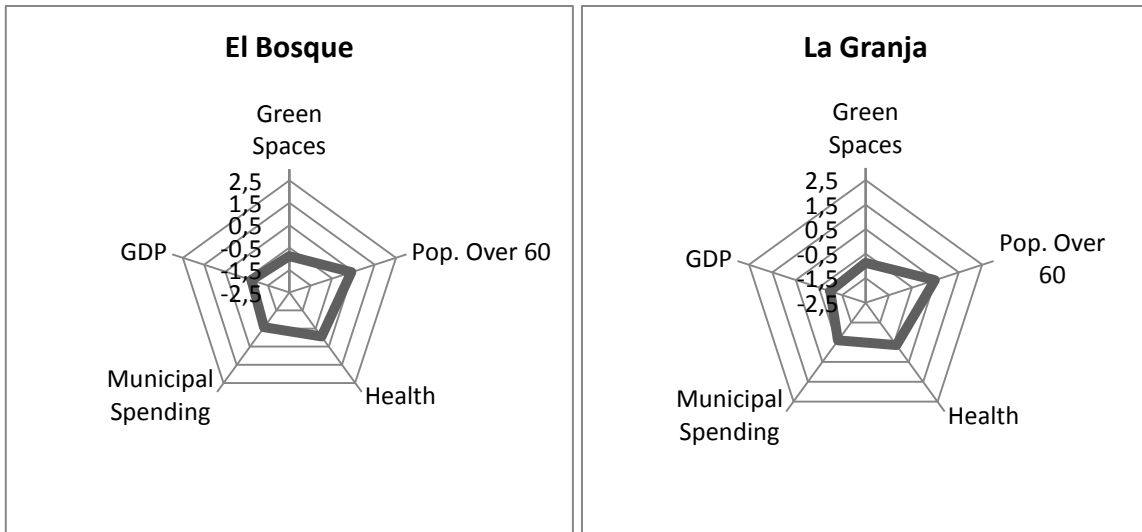 El Bosque
Green
Spaces
2,5
1,5
0,5
-0,5
-1,5
-2,5
GDP
Pop. Over 60
Municipal
Spending
Health
La Granja
Green
Spaces
2,5
1,5
0,5
-0,5
-1,5
-2,5
GDP
Pop. Over
60
Municipal
Spending
Health